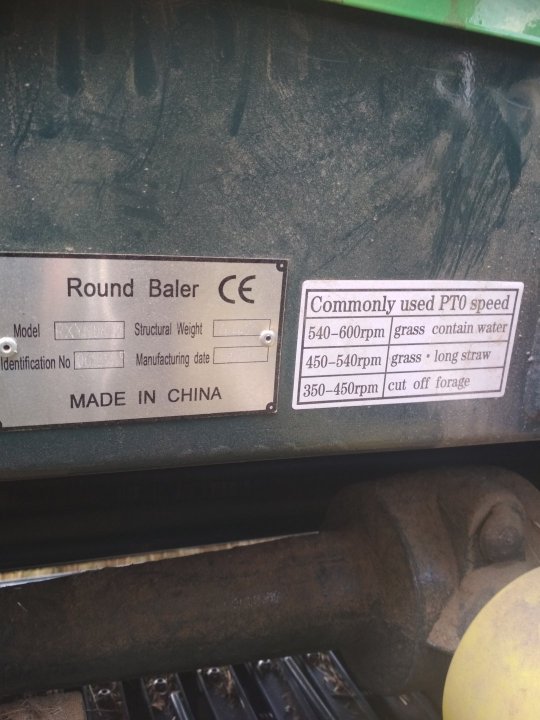 Round Baler CE
Model Structural Weight
Identification No Manufacturing date
MADE IN CHINA
Commonly used PTO speed
540-600rpm grass contain water
450-540rpm grass·long straw
350-450rpm cut off forage